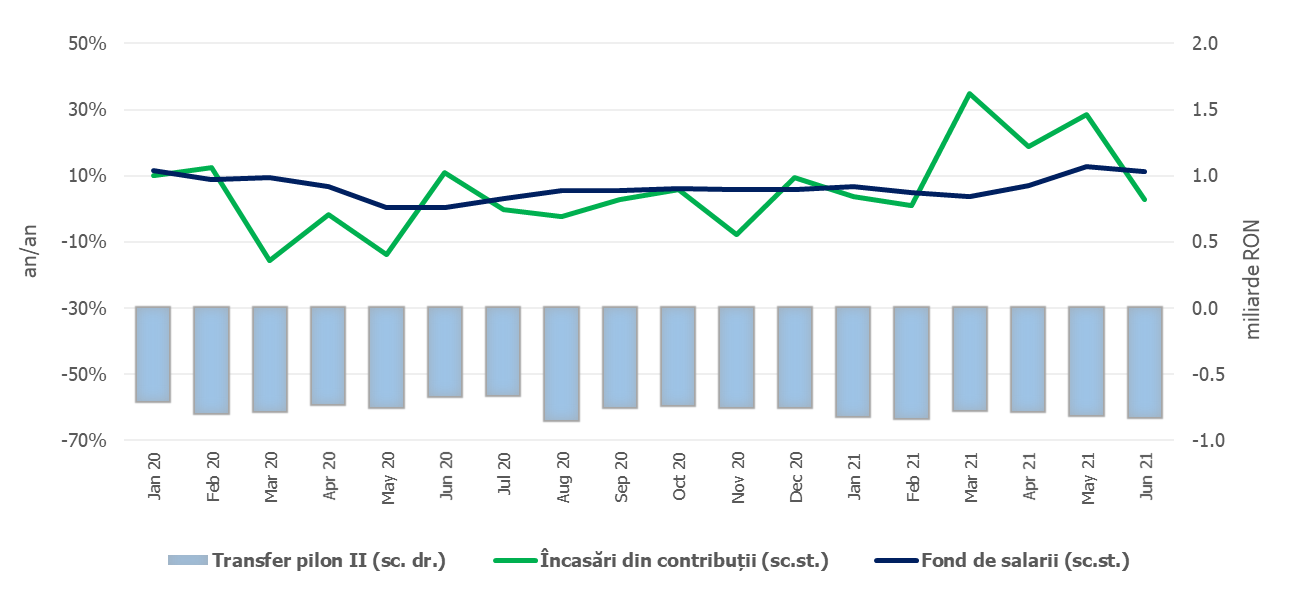 50%
30%
10%
-10%
-30%
-50%
-70%
an/an
2.0
1.5
1.0
0.5
0.0
-0.5
-1.0
miliarde RON
Jan 20
Feb 20
Mar 20
Apr 20
May 20
Jun 20
Jul 20
Aug 20
Sep 20
Oct 20
Nov 20
Dec 20
Jan 21
Feb 21
Mar 21
Apr 21
May 21
Jun 21
Transfer pilon II (sc. dr.)
Încasări din contribuții (sc.st.)
Fond de salarii (sc.st.)